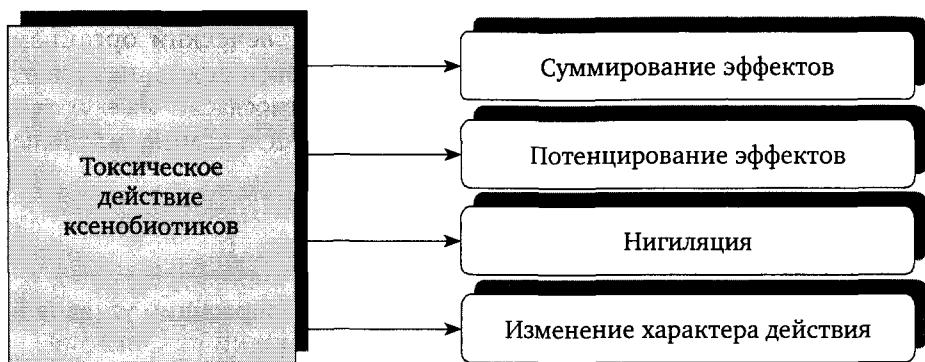 Токсическое
действие
ксенобиотиков
Суммирование эффектов
Потенцирование эффектов
Нигиляция
Изменение характера действия